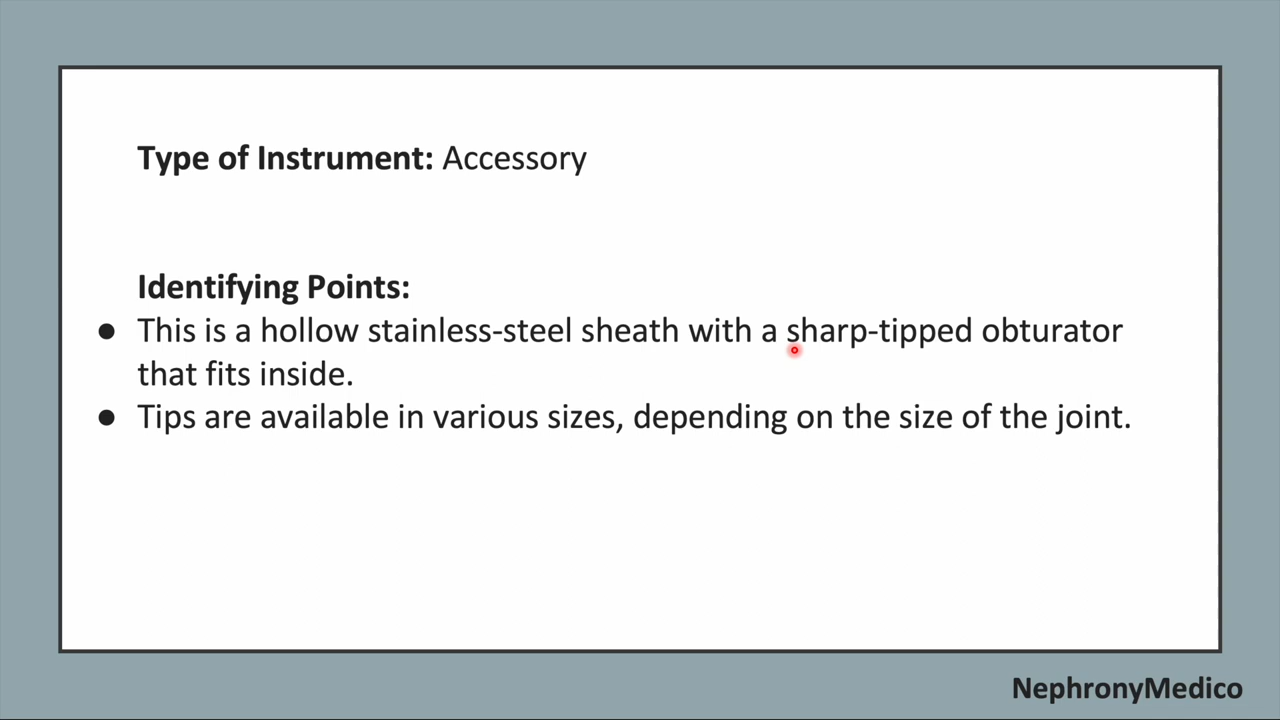 Type of Instrument: Accessory
Identifying Points:
● This is a hollow stainless-steel sheath with a sharp-tipped obturator
that fits inside.
● Tips are available in various sizes, depending on the size of the joint.
NephronyMedico